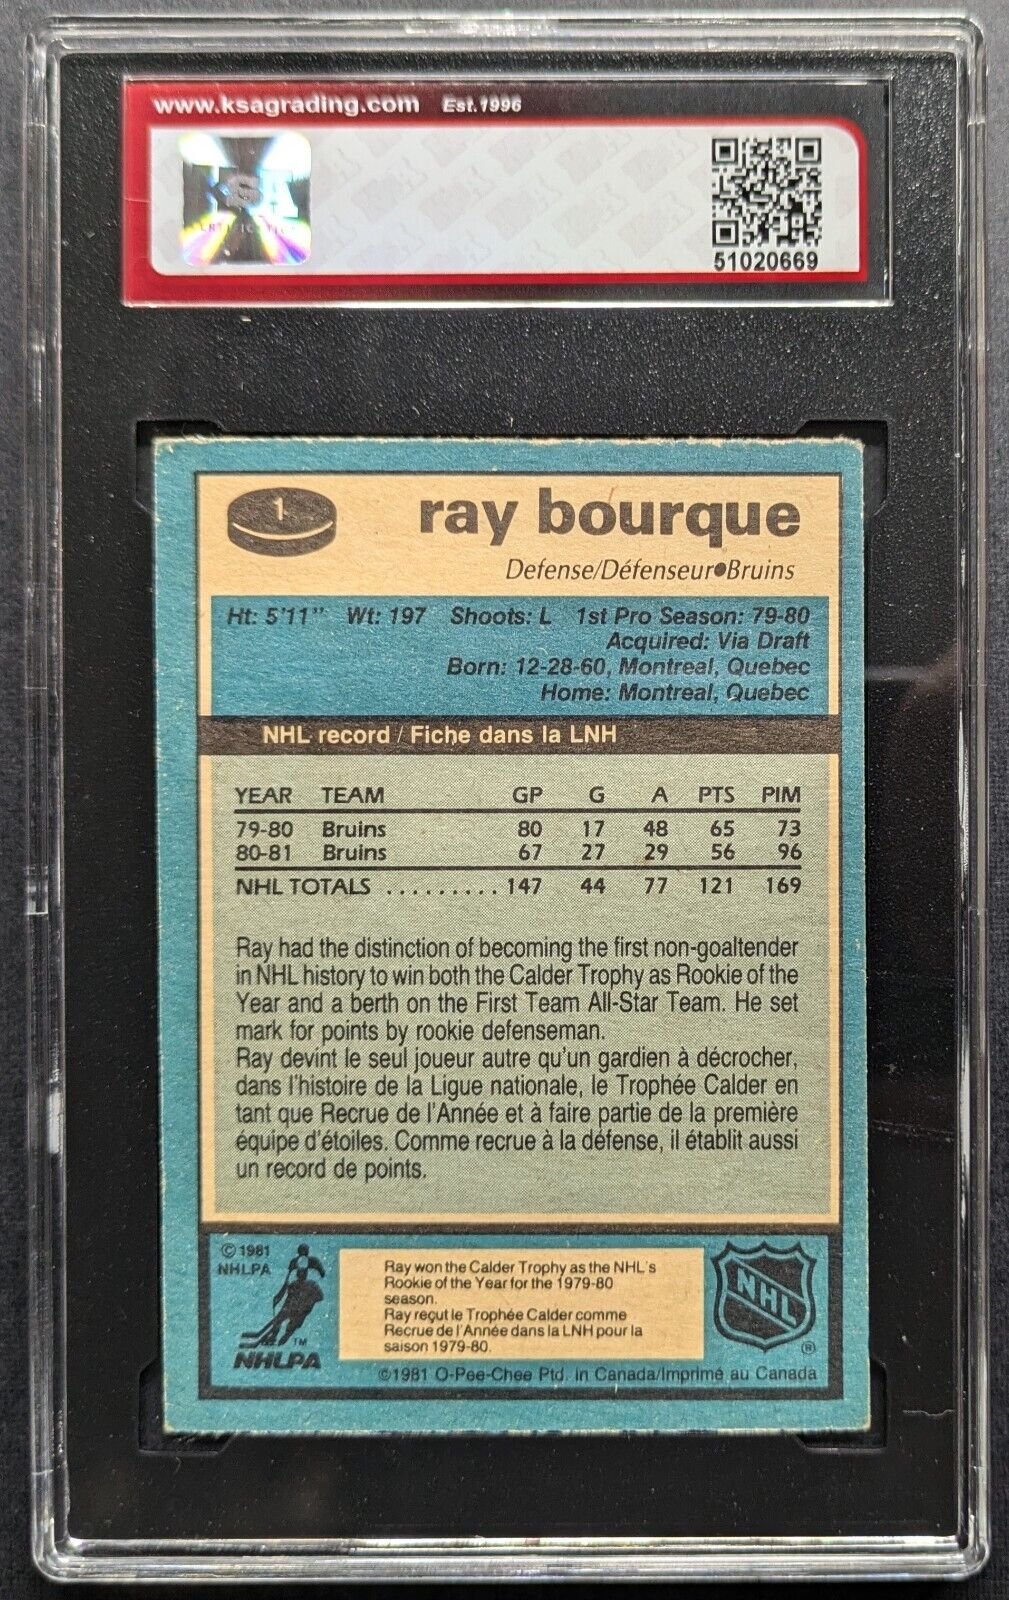 www.ksagrading.com Est.1996
51020669
1
ray bourque
Defense/Défenseur•Bruins
Ht: 5'11" Wt: 197 Shoots: L 1st Pro Season: 79-80
Acquired: Via Draft
Born: 12-28-60, Montreal, Quebec
Home: Montreal, Quebec
NHL record / Fiche dans la LNH
YEAR TEAM GP G A PTS PIM
79-80 Bruins 80 17 48 65 73
80-81 Bruins 67 27 29 56 96
NHL TOTALS .......... 147 44 77 121 169
Ray had the distinction of becoming the first non-goaltender
in NHL history to win both the Calder Trophy as Rookie of the
Year and a berth on the First Team All-Star Team. He set
mark for points by rookie defenseman.
Ray devint le seul joueur autre qu'un gardien à décrocher,
dans l'histoire de la Ligue nationale, le Trophée Calder en
tant que Recrue de l'Année et à faire partie de la première
équipe d'étoiles. Comme recrue à la défense, il établit aussi
un record de points.
© 1981
NHLPA
TM
NHLPA
Ray won the Calder Trophy as the NHL's
Rookie of the Year for the 1979-80
season.
Ray reçut le Trophée Calder comme
Recrue de l'Année dans la LNH pour la
saison 1979-80.
NHL
®
©1981 O-Pee-Chee Ptd. in Canada/Imprimé au Canada